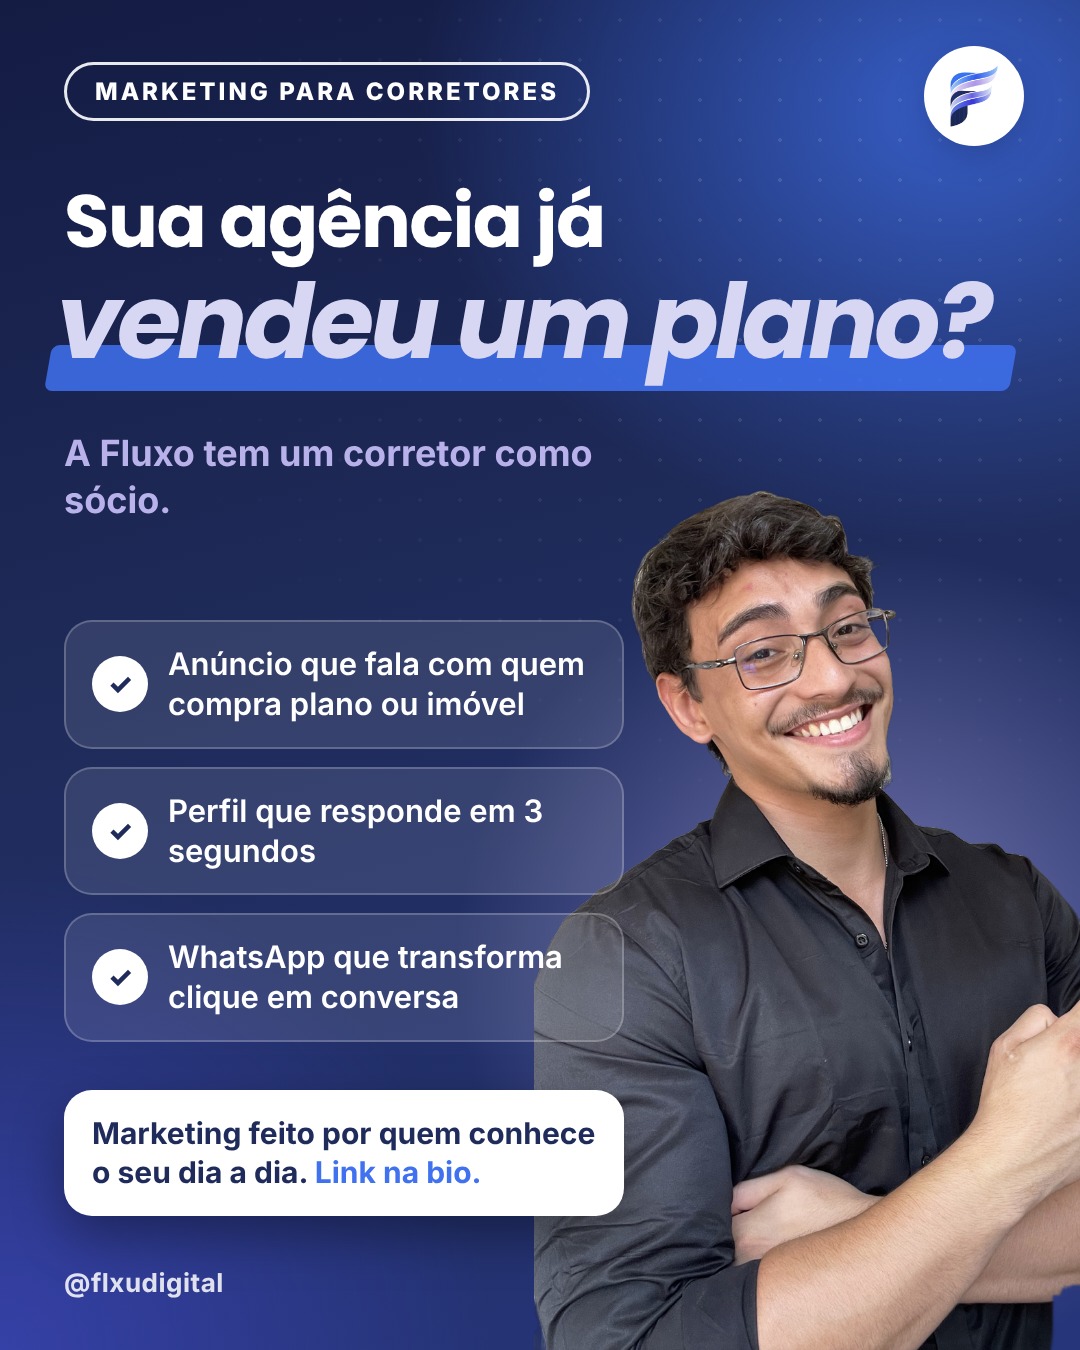 MARKETING PARA CORRETORES
Sua agência já
vendeu um plano?
A Fluxo tem um corretor como
sócio.
Anúncio que fala com quem
compra plano ou imóvel
Perfil que responde em 3
segundos
WhatsApp que transforma
clique em conversa
Marketing feito por quem conhece
o seu dia a dia. Link na bio.
@flxudigital